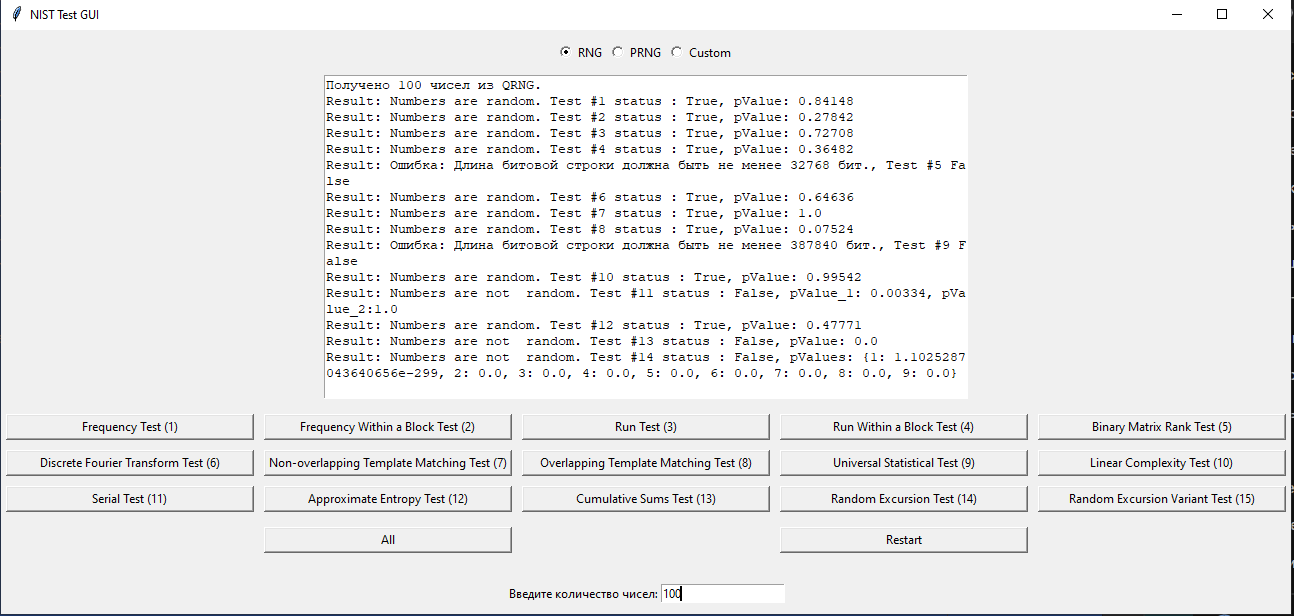 NIST Test GUI
RNG PRNG Custom
Получено 100 чисел из QRNG.
Result: Numbers are random. Test #1 status : True, pValue: 0.84148
Result: Numbers are random. Test #2 status : True, pValue: 0.27842
Result: Numbers are random. Test #3 status : True, pValue: 0.72708
Result: Numbers are random. Test #4 status : True, pValue: 0.36482
Result: Ошибка: Длина битовой строки должна быть не менее 32768 бит., Test #5 Fa
lse
Result: Numbers are random. Test #6 status : True, pValue: 0.64636
Result: Numbers are random. Test #7 status : True, pValue: 1.0
Result: Numbers are random. Test #8 status : True, pValue: 0.07524
Result: Ошибка: Длина битовой строки должна быть не менее 387840 бит., Test #9 F
alse
Result: Numbers are random. Test #10 status : True, pValue: 0.99542
Result: Numbers are not  random. Test #11 status : False, pValue_1: 0.00334, pVa
lue_2:1.0
Result: Numbers are random. Test #12 status : True, pValue: 0.47771
Result: Numbers are not  random. Test #13 status : False, pValue: 0.0
Result: Numbers are not  random. Test #14 status : False, pValues: {1: 1.1025287
043640656e-299, 2: 0.0, 3: 0.0, 4: 0.0, 5: 0.0, 6: 0.0, 7: 0.0, 8: 0.0, 9: 0.0}
Frequency Test (1) Frequency Within a Block Test (2) Run Test (3) Run Within a Block Test (4) Binary Matrix Rank Test (5)
Discrete Fourier Transform Test (6) Non-overlapping Template Matching Test (7) Overlapping Template Matching Test (8) Universal Statistical Test (9) Linear Complexity Test (10)
Serial Test (11) Approximate Entropy Test (12) Cumulative Sums Test (13) Random Excursion Test (14) Random Excursion Variant Test (15)
All Restart
Введите количество чисел: 100